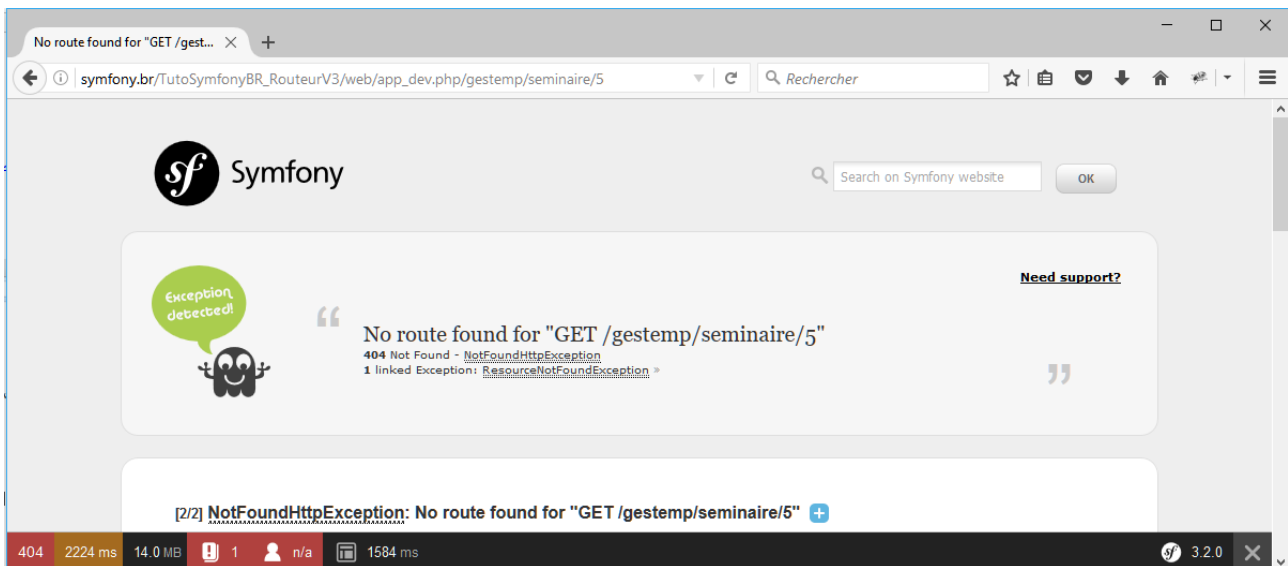 No route found for "GET /gest...
symfony.br/TutoSymfonyBR_RouteurV3/web/app_dev.php/gestemp/seminaire/5
Rechercher
sf Symfony
Search on Symfony website
OK
Need support?
Exception
detected!
“
No route found for "GET /gestemp/seminaire/5"
404 Not Found - NotFoundHttpException
1 linked Exception: ResourceNotFoundException »
”
[2/2] NotFoundHttpException: No route found for "GET /gestemp/seminaire/5"
404 2224 ms 14.0 MB 1 n/a 1584 ms sf 3.2.0